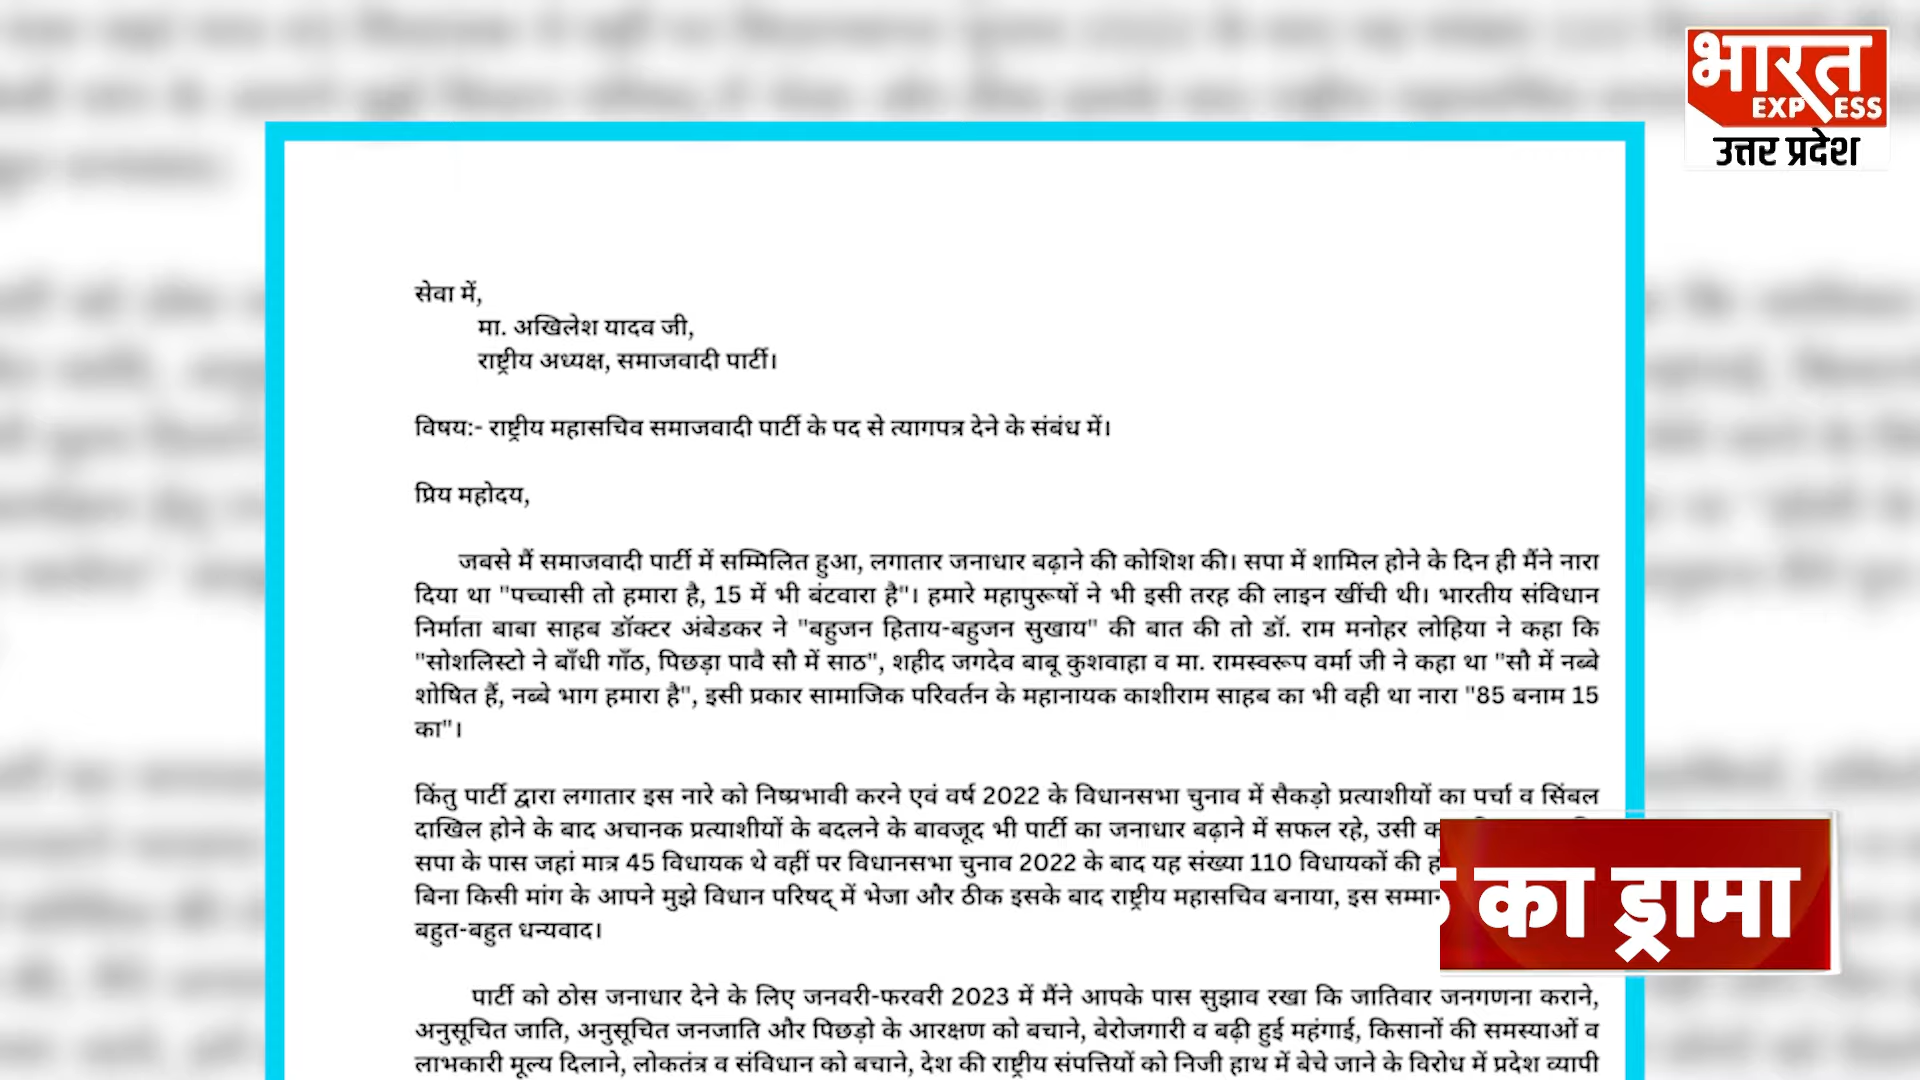 भारत
EXPRESS
उत्तर प्रदेश
सेवा में,
मा. अखिलेश यादव जी,
राष्ट्रीय अध्यक्ष, समाजवादी पार्टी।
विषय:- राष्ट्रीय महासचिव समाजवादी पार्टी के पद से त्यागपत्र देने के संबंध में।
प्रिय महोदय,
जबसे मैं समाजवादी पार्टी में सम्मिलित हुआ, लगातार जनाधार बढ़ाने की कोशिश की। सपा में शामिल होने के दिन ही मैंने नारा
दिया था "पच्चासी तो हमारा है, 15 में भी बंटवारा है"। हमारे महापुरूषों ने भी इसी तरह की लाइन खींची थी। भारतीय संविधान
निर्माता बाबा साहब डॉक्टर अंबेडकर ने "बहुजन हिताय-बहुजन सुखाय" की बात की तो डॉ. राम मनोहर लोहिया ने कहा कि
"सोशलिस्टो ने बाँधी गाँठ, पिछड़ा पावै सौ में साठ", शहीद जगदेव बाबू कुशवाहा व मा. रामस्वरूप वर्मा जी ने कहा था "सौ में नब्बे
शोषित हैं, नब्बे भाग हमारा है", इसी प्रकार सामाजिक परिवर्तन के महानायक काशीराम साहब का भी वही था नारा "85 बनाम 15
का"।
किंतु पार्टी द्वारा लगातार इस नारे को निष्प्रभावी करने एवं वर्ष 2022 के विधानसभा चुनाव में सैकड़ो प्रत्याशीयों का पर्चा व सिंबल
दाखिल होने के बाद अचानक प्रत्याशीयों के बदलने के बावजूद भी पार्टी का जनाधार बढ़ाने में सफल रहे, उसी
सपा के पास जहां मात्र 45 विधायक थे वहीं पर विधानसभा चुनाव 2022 के बाद यह संख्या 110 विधायकों की
बिना किसी मांग के आपने मुझे विधान परिषद् में भेजा और ठीक इसके बाद राष्ट्रीय महासचिव बनाया, इस
बहुत-बहुत धन्यवाद।
का ड्रामा
पार्टी को ठोस जनाधार देने के लिए जनवरी-फरवरी 2023 में मैंने आपके पास सुझाव रखा कि जातिवार जनगणना कराने,
अनुसूचित जाति, अनुसूचित जनजाति और पिछड़ो के आरक्षण को बचाने, बेरोजगारी व बढ़ी हुई महंगाई, किसानों की समस्याओं व
लाभकारी मूल्य दिलाने, लोकतंत्र व संविधान को बचाने, देश की राष्ट्रीय संपत्तियों को निजी हाथ में बेचे जाने के विरोध में प्रदेश व्यापी